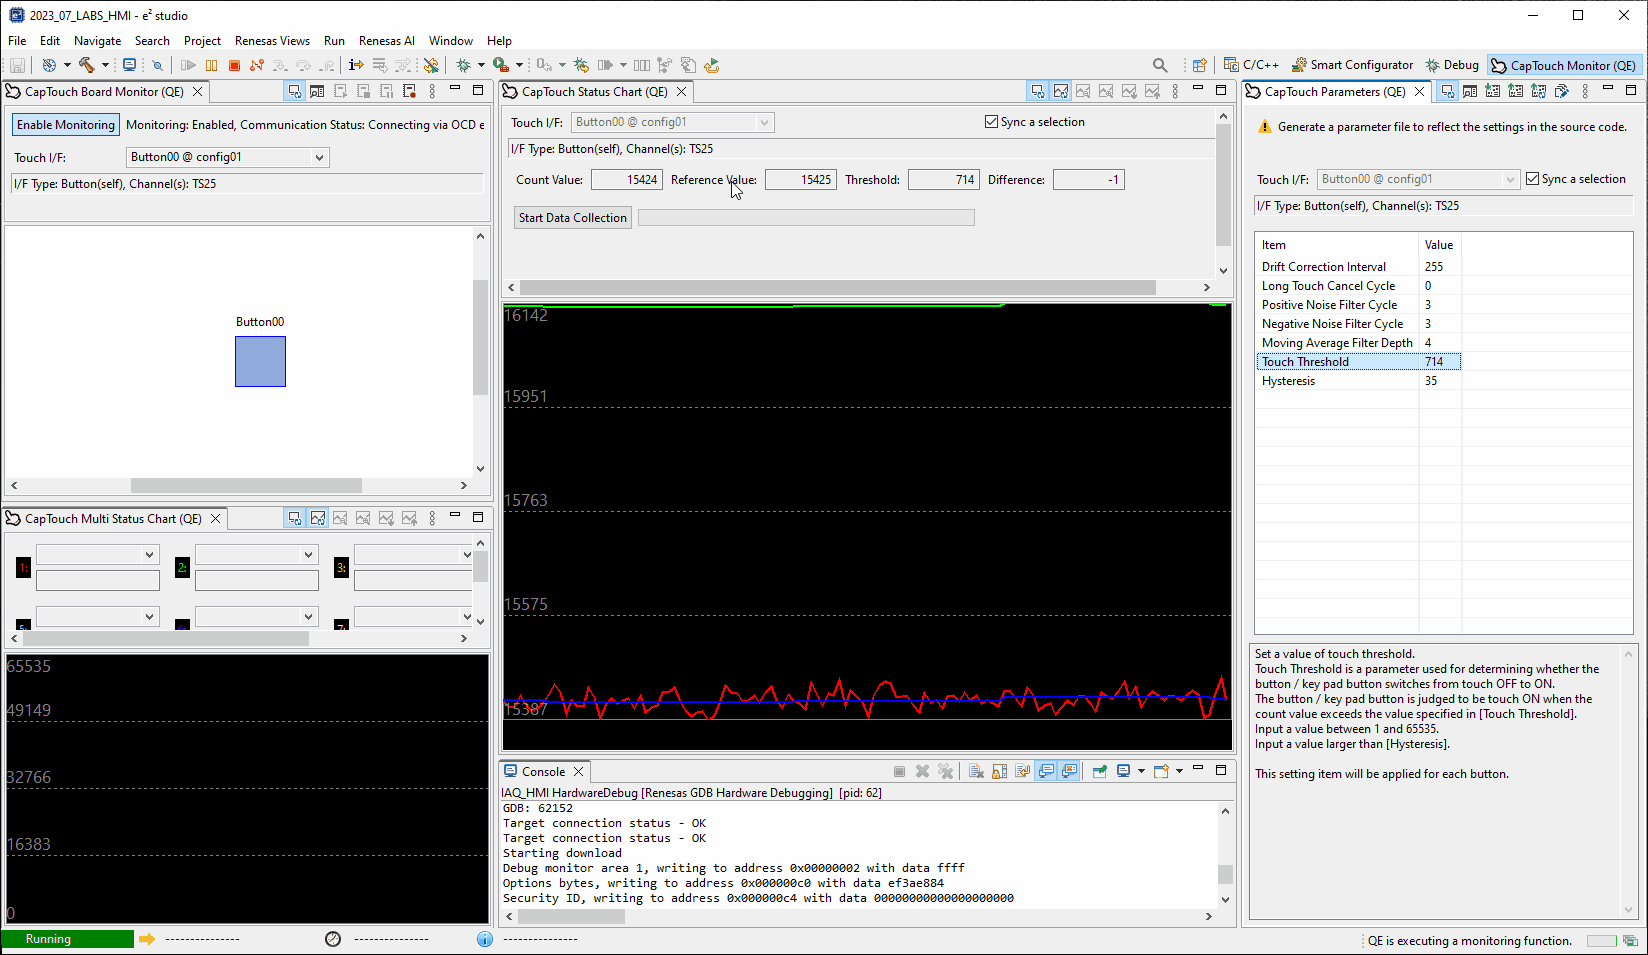 2023_07_LABS_HMI - e² studio
File Edit Navigate Search Project Renesas Views Run Renesas AI Window Help
C/C++ Smart Configurator Debug CapTouch Monitor (QE)
CapTouch Board Monitor (QE)
Enable Monitoring Monitoring: Enabled, Communication Status: Connecting via OCD e
Touch I/F: Button00 @ config01
I/F Type: Button(self), Channel(s): TS25
Button00
CapTouch Multi Status Chart (QE)
1: 2: 3:
5: 7:
65535
49149
32766
16383
0
CapTouch Status Chart (QE)
Touch I/F: Button00 @ config01 Sync a selection
I/F Type: Button(self), Channel(s): TS25
Count Value: 15424 Reference Value: 15425 Threshold: 714 Difference: -1
Start Data Collection
16142
15951
15763
15575
15387
Console
IAQ_HMI HardwareDebug [Renesas GDB Hardware Debugging] [pid: 62]
GDB: 62152
Target connection status - OK
Target connection status - OK
Starting download
Debug monitor area 1, writing to address 0x00000002 with data ffff
Options bytes, writing to address 0x000000c0 with data ef3ae884
Security ID, writing to address 0x000000c4 with data 00000000000000000000
CapTouch Parameters (QE)
Generate a parameter file to reflect the settings in the source code.
Touch I/F: Button00 @ config01 Sync a selection
I/F Type: Button(self), Channel(s): TS25
Item Value
Drift Correction Interval 255
Long Touch Cancel Cycle 0
Positive Noise Filter Cycle 3
Negative Noise Filter Cycle 3
Moving Average Filter Depth 4
Touch Threshold 714
Hysteresis 35
Set a value of touch threshold.
Touch Threshold is a parameter used for determining whether the
button / key pad button switches from touch OFF to ON.
The button / key pad button is judged to be touch ON when the
count value exceeds the value specified in [Touch Threshold].
Input a value between 1 and 65535.
Input a value larger than [Hysteresis].
This setting item will be applied for each button.
Running --------------- --------------- ---------------
QE is executing a monitoring function.